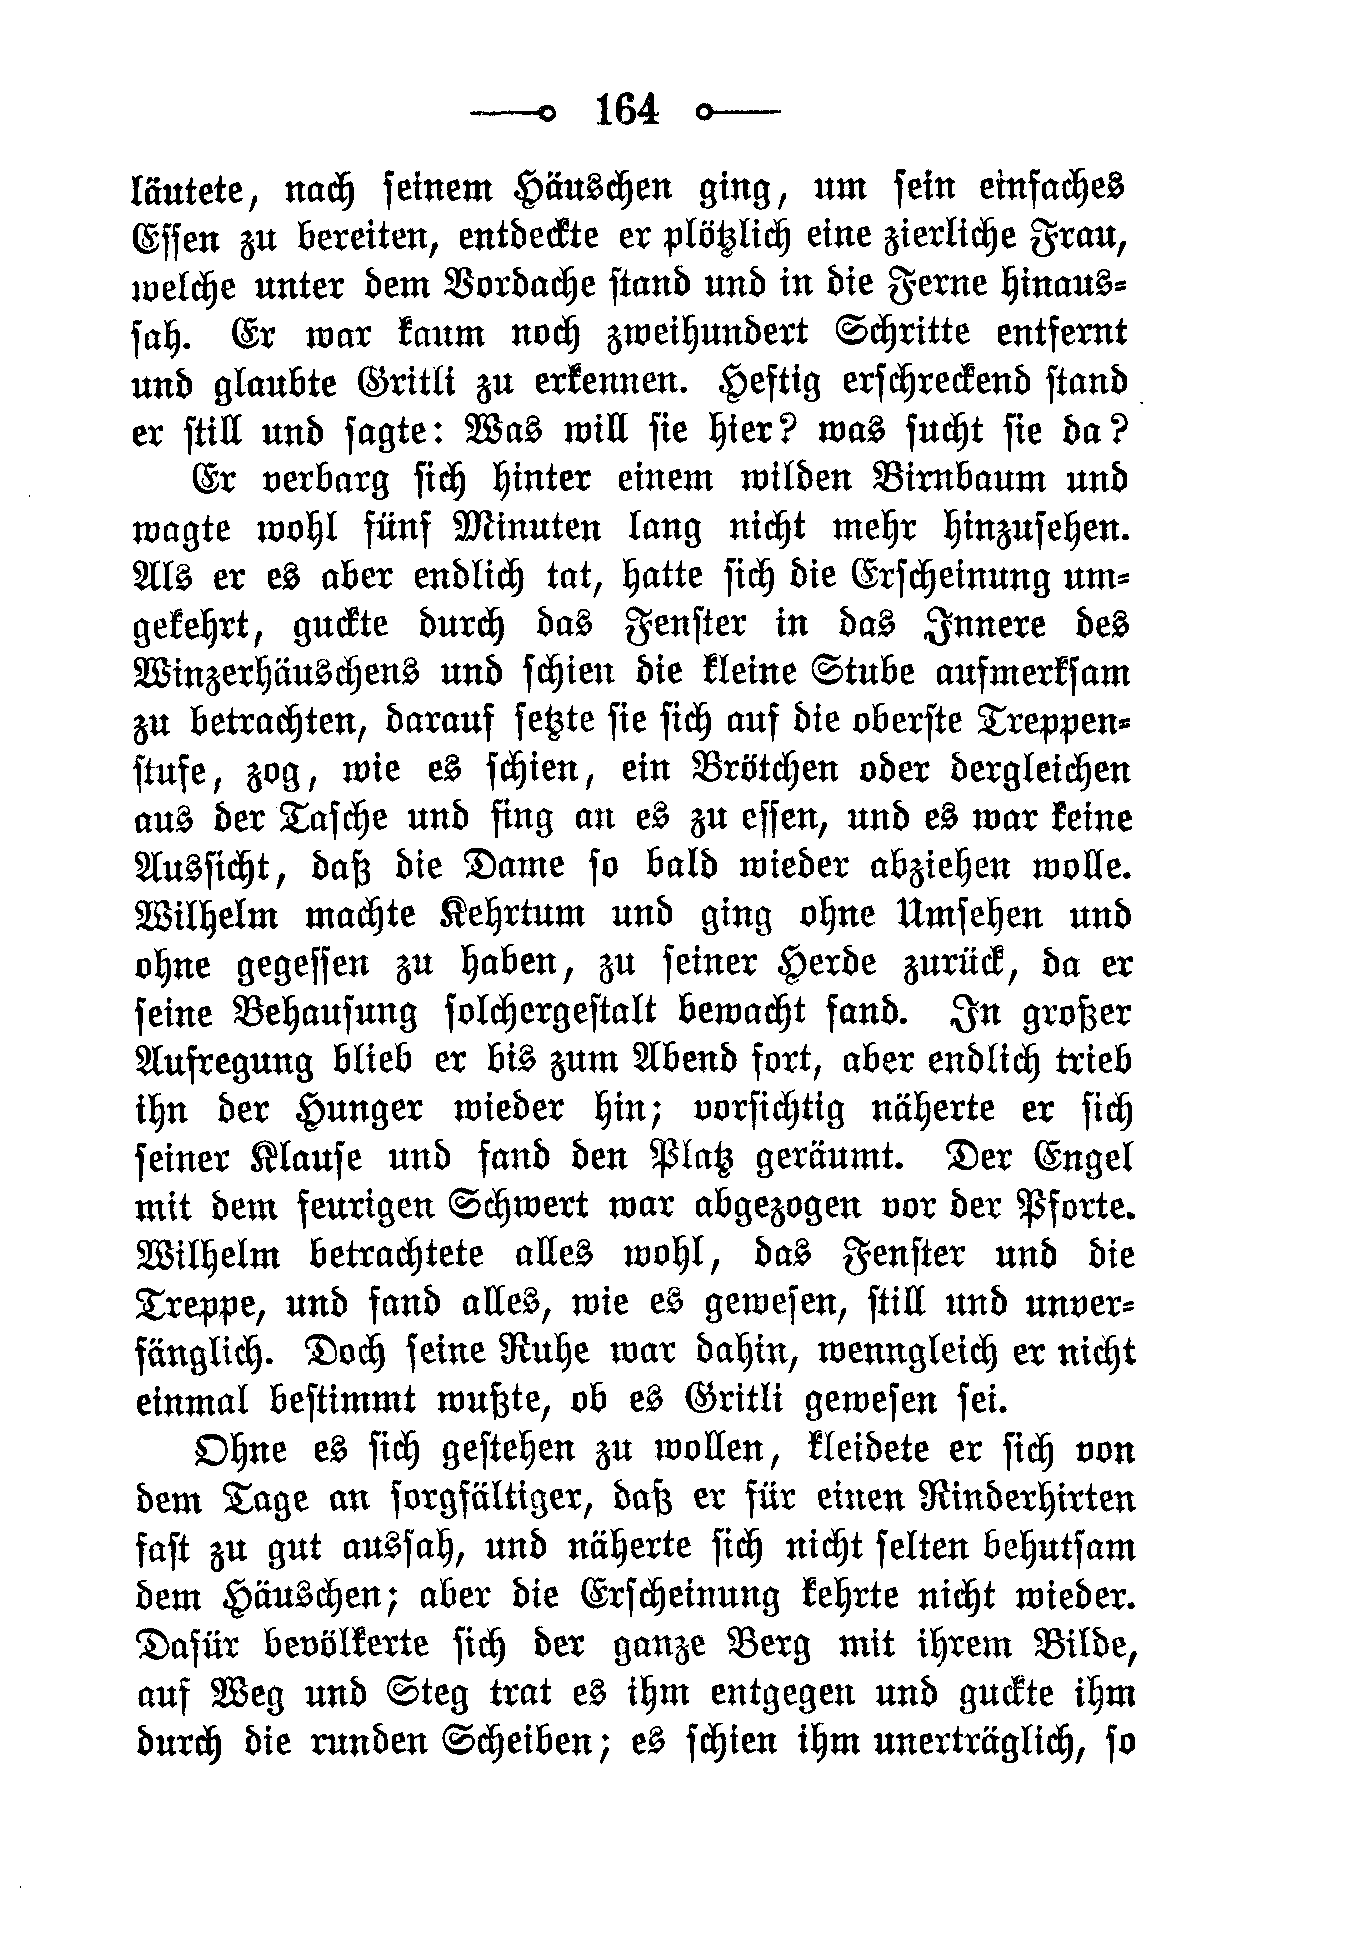 164
läutete, nach seinem Häuschen ging, um sein einfaches
Essen zu bereiten, entdeckte er plötzlich eine zierliche Frau,
welche unter dem Vordache stand und in die Ferne hinaus-
sah. Er war kaum noch zweihundert Schritte entfernt
und glaubte Gritli zu erkennen. Heftig erschreckend stand
er still und sagte: Was will sie hier? was sucht sie da?
Er verbarg sich hinter einem wilden Birnbaum und
wagte wohl fünf Minuten lang nicht mehr hinzusehen.
Als er es aber endlich tat, hatte sich die Erscheinung um-
gekehrt, guckte durch das Fenster in das Innere des
Winzerhäuschens und schien die kleine Stube aufmerksam
zu betrachten, darauf setzte sie sich auf die oberste Treppen-
stufe, zog, wie es schien, ein Brötchen oder dergleichen
aus der Tasche und fing an es zu essen, und es war keine
Aussicht, daß die Dame so bald wieder abziehen wolle.
Wilhelm machte Kehrtum und ging ohne Umsehen und
ohne gegessen zu haben, zu seiner Herde zurück, da er
seine Behausung solchergestalt bewacht fand. In großer
Aufregung blieb er bis zum Abend fort, aber endlich trieb
ihn der Hunger wieder hin; vorsichtig näherte er sich
seiner Klause und fand den Platz geräumt. Der Engel
mit dem feurigen Schwert war abgezogen vor der Pforte.
Wilhelm betrachtete alles wohl, das Fenster und die
Treppe, und fand alles, wie es gewesen, still und unver-
fänglich. Doch seine Ruhe war dahin, wenngleich er nicht
einmal bestimmt wußte, ob es Gritli gewesen sei.
Ohne es sich gestehen zu wollen, kleidete er sich von
dem Tage an sorgfältiger, daß er für einen Rinderhirten
fast zu gut aussah, und näherte sich nicht selten behutsam
dem Häuschen; aber die Erscheinung kehrte nicht wieder.
Dafür bevölkerte sich der ganze Berg mit ihrem Bilde,
auf Weg und Steg trat es ihm entgegen und guckte ihm
durch die runden Scheiben; es schien ihm unerträglich, so